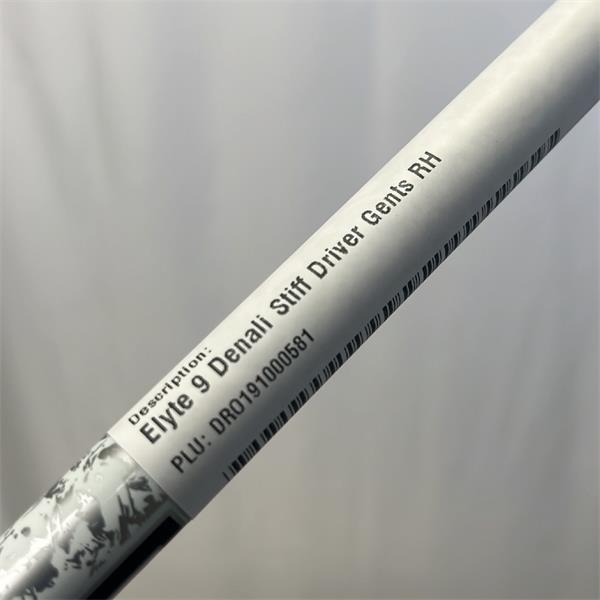 Description:
Elyte 9 Denali Stiff Driver Gents RH
PLU: DRO191000581